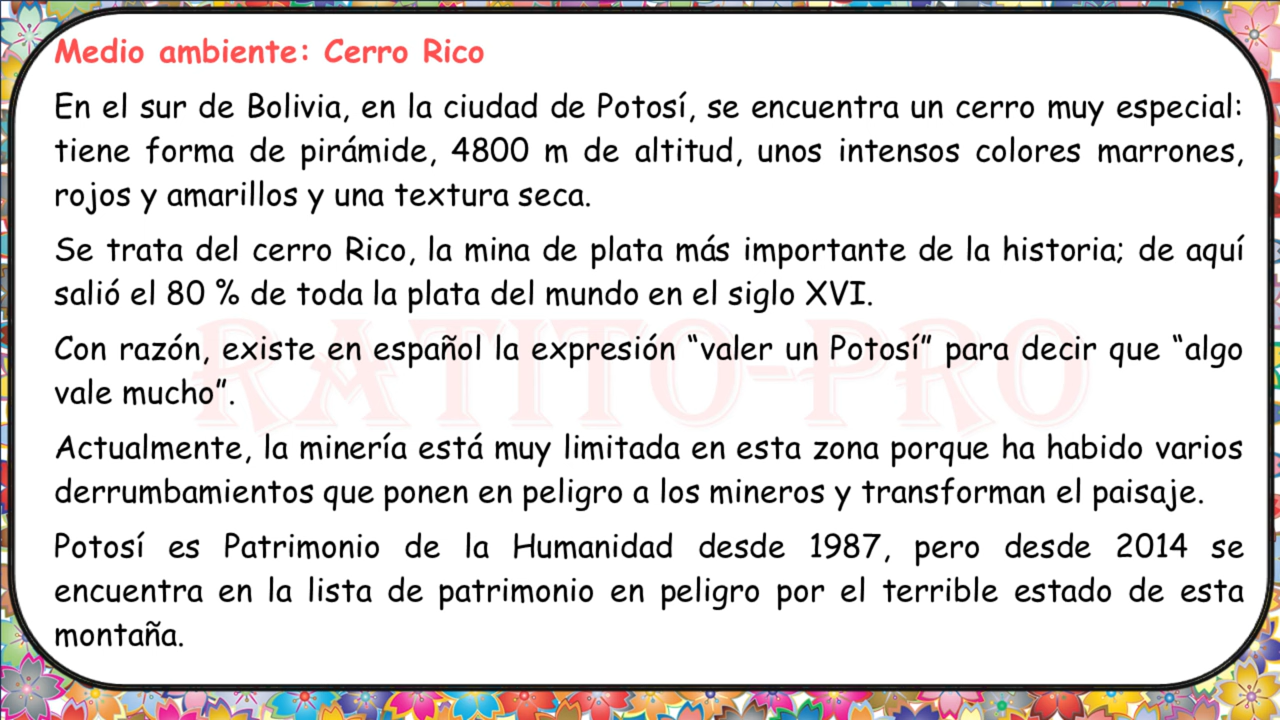 Medio ambiente: Cerro Rico
En el sur de Bolivia, en la ciudad de Potosí, se encuentra un cerro muy especial:
tiene forma de pirámide, 4800 m de altitud, unos intensos colores marrones,
rojos y amarillos y una textura seca.
Se trata del cerro Rico, la mina de plata más importante de la historia; de aquí
salió el 80 % de toda la plata del mundo en el siglo XVI.
RATITO-PRO
Con razón, existe en español la expresión “valer un Potosí” para decir que “algo
vale mucho”.
Actualmente, la minería está muy limitada en esta zona porque ha habido varios
derrumbamientos que ponen en peligro a los mineros y transforman el paisaje.
Potosí es Patrimonio de la Humanidad desde 1987, pero desde 2014 se
encuentra en la lista de patrimonio en peligro por el terrible estado de esta
montaña.